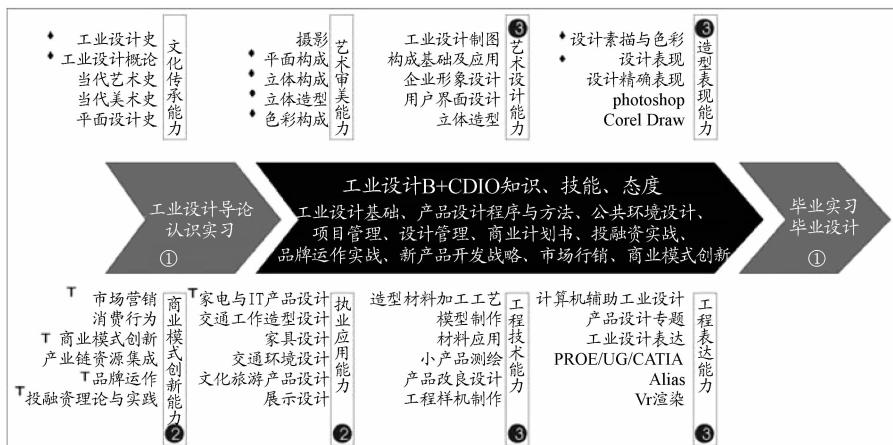 工业设计史
工业设计概论
当代艺术史
当代美术史
平面设计史
文化传承能力
摄影
平面构成
立体构成
立体造型
色彩构成
艺术审美能力
工业设计制图
构成基础及应用
企业形象设计
用户界面设计
立体造型
❸
艺术设计能力
设计素描与色彩
设计表现
设计精确表现
photoshop
Corel Draw
❸
造型表现能力
工业设计导论
认识实习
①
工业设计B+CDIO知识、技能、态度
工业设计基础、产品设计程序与方法、公共环境设计、
项目管理、设计管理、商业计划书、投融资实战、
品牌运作实战、新产品开发战略、市场行销、商业模式创新
毕业实习
毕业设计
①
T 市场营销
消费行为
T 商业模式创新
产业链资源集成
T 品牌运作
T 投融资理论与实践
商业模式创新能力
❷
T 家电与IT产品设计
交通工作造型设计
家具设计
交通环境设计
文化旅游产品设计
展示设计
执业应用能力
❷
造型材料加工工艺
模型制作
材料应用
小产品测绘
产品改良设计
工程样机制作
工程技术能力
❸
计算机辅助工业设计
产品设计专题
工业设计表达
PROE/UG/CATIA
Alias
Vr渲染
工程表达能力
❸